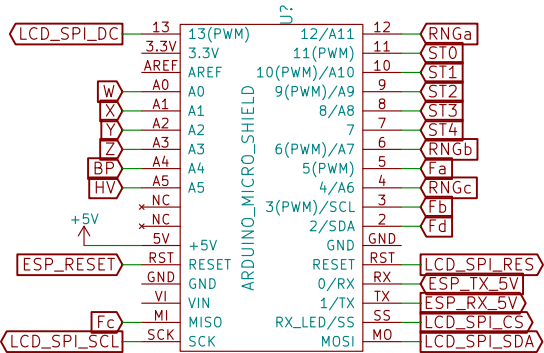 U?
LCD_SPI_DC 13 13(PWM) 12/A11 12 RNGa
3.3V 3.3V 11(PWM) 11 ST0
AREF AREF 10(PWM)/A10 10 ST1
W A0 A0 9(PWM)/A9 9 ST2
X A1 A1 8/A8 8 ST3
Y A2 A2 7 7 ST4
Z A3 A3 6(PWM)/A7 6 RNGb
BP A4 A4 5(PWM) 5 Fa
HV A5 A5 4/A6 4 RNGc
NC 3(PWM)/SCL 3 Fb
NC 2/SDA 2 Fd
+5V 5V +5V GND GND
ESP_RESET RST RESET RESET RST LCD_SPI_RES
GND GND 0/RX RX ESP_TX_5V
VI VIN 1/TX TX ESP_RX_5V
Fc MI MISO RX_LED/SS SS LCD_SPI_CS
LCD_SPI_SCL SCK SCK MOSI MO LCD_SPI_SDA
ARDUINO_MICRO_SHIELD